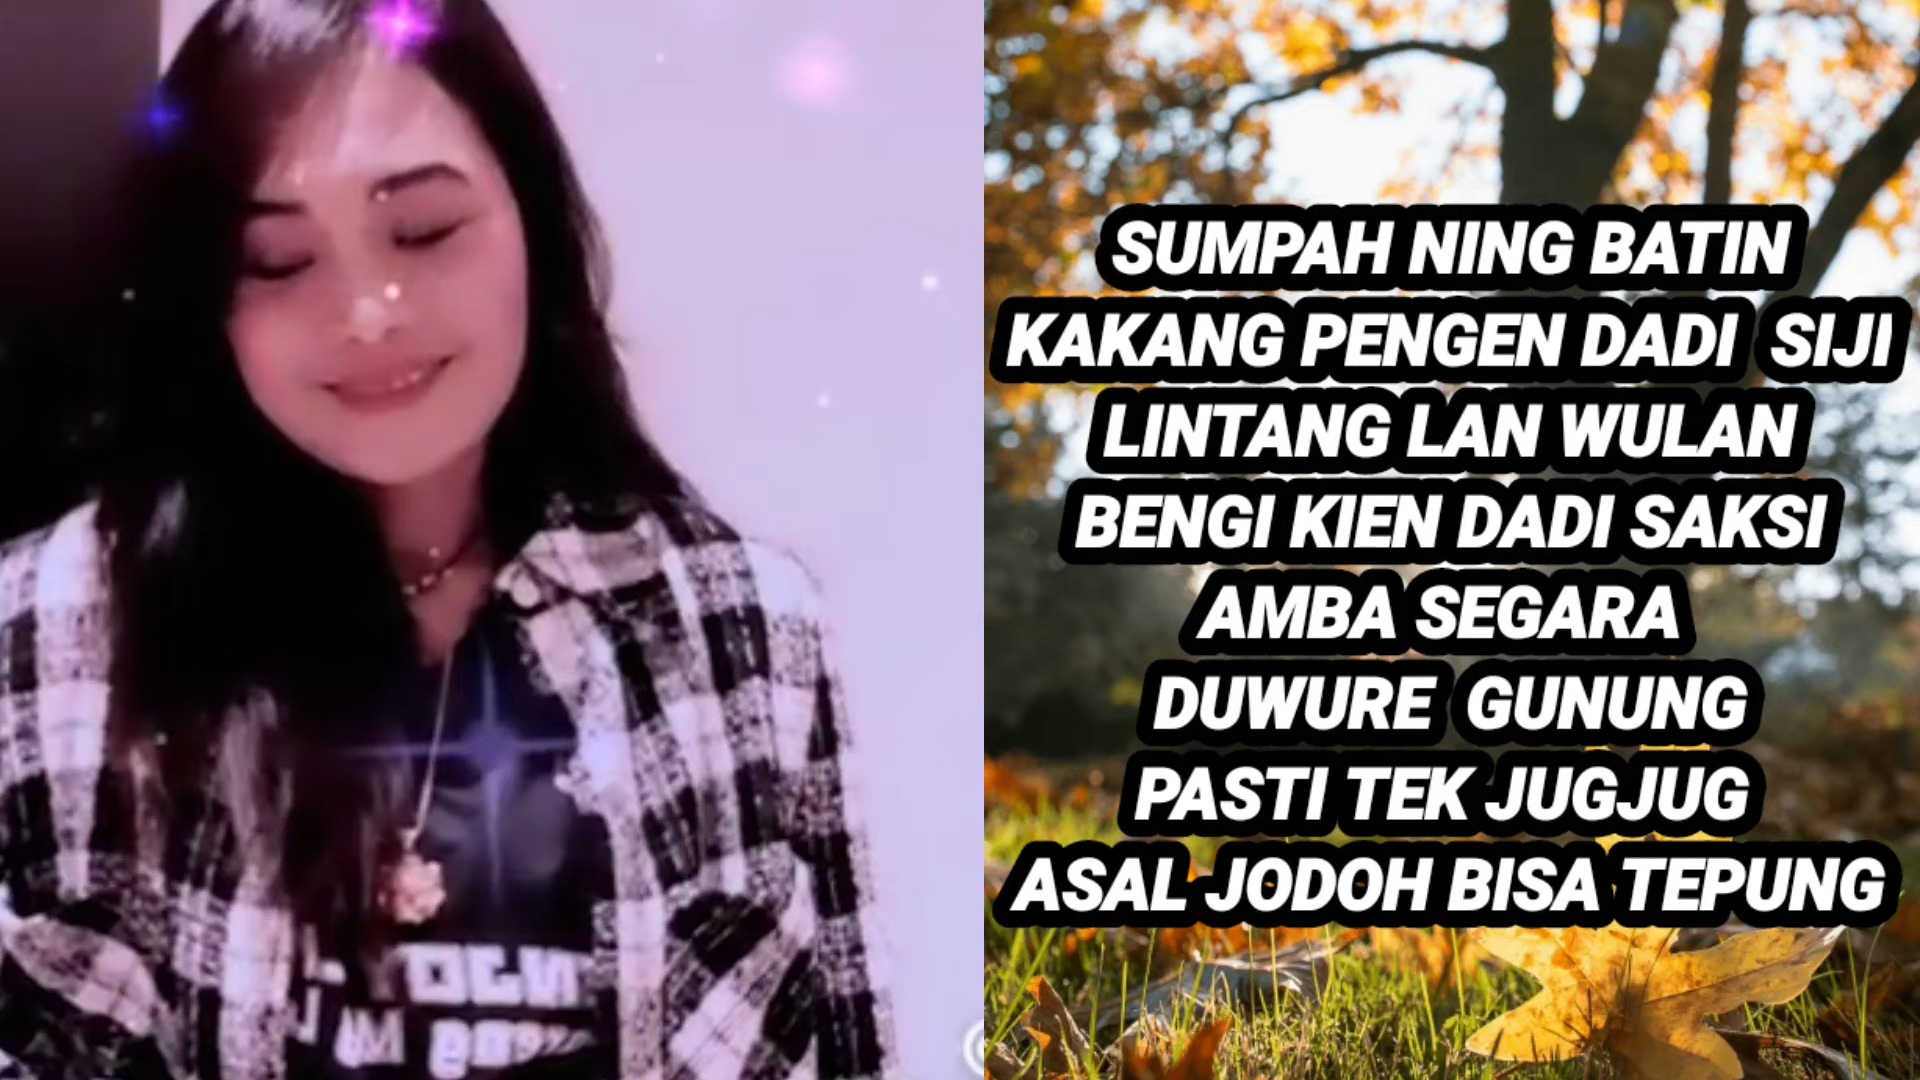 SUMPAH NING BATIN
KAKANG PENGEN DADI SIJI
LINTANG LAN WULAN
BENGI KIEN DADI SAKSI
AMBA SEGARA
DUWURE GUNUNG
PASTI TEK JUGJUG
ASAL JODOH BISA TEPUNG